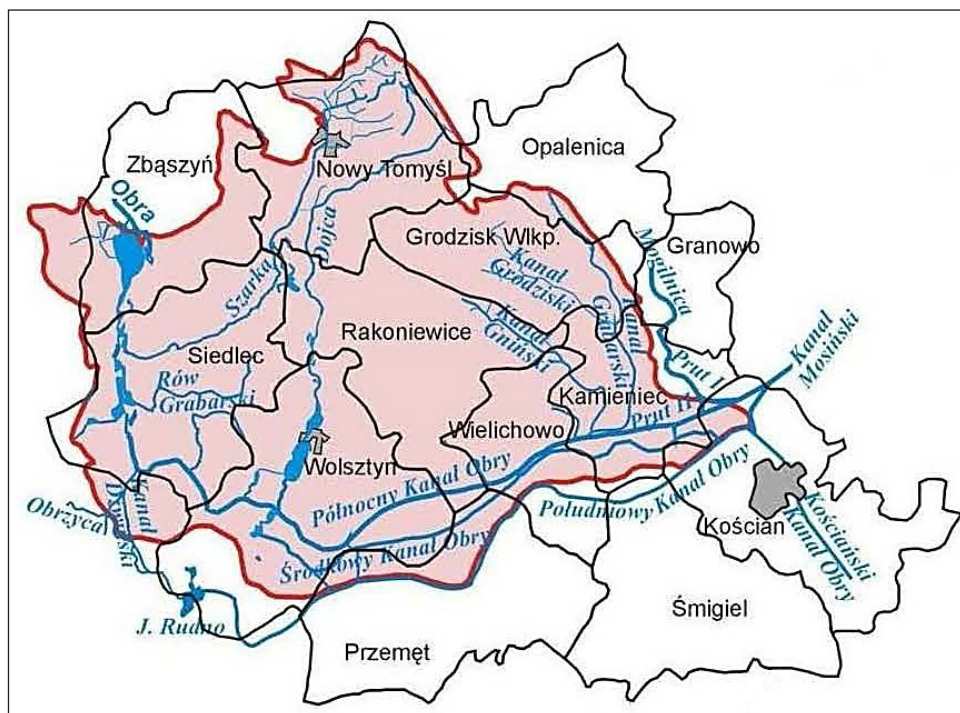 Opalenica
Zbąszyń
Nowy Tomyśl
Obra
Dojca
Grodzisk Wlkp.
Mogilnica
Granowo
Szarka
Kanał
Grodziski
Kanał
Grabarski
Kanał
Gniński
Rakoniewice
Siedlec
Rów
Grabarski
Prut I
Kanał
Mosiński
Kamieniec
Prut II
Wielichowo
Wolsztyn
Północny Kanał Obry
Południowy Kanał Obry
Kanał
Obrzyca
Środkowy Kanał Obry
Kościan
Kościański
Kanał Obry
J. Rudno
Śmigiel
Przemęt